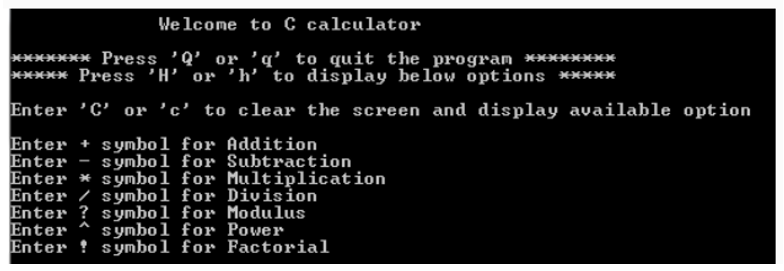 Welcome to C calculator
******* Press 'Q' or 'q' to quit the program ********
***** Press 'H' or 'h' to display below options *****
Enter 'C' or 'c' to clear the screen and display available option
Enter + symbol for Addition
Enter - symbol for Subtraction
Enter * symbol for Multiplication
Enter / symbol for Division
Enter ? symbol for Modulus
Enter ^ symbol for Power
Enter ! symbol for Factorial